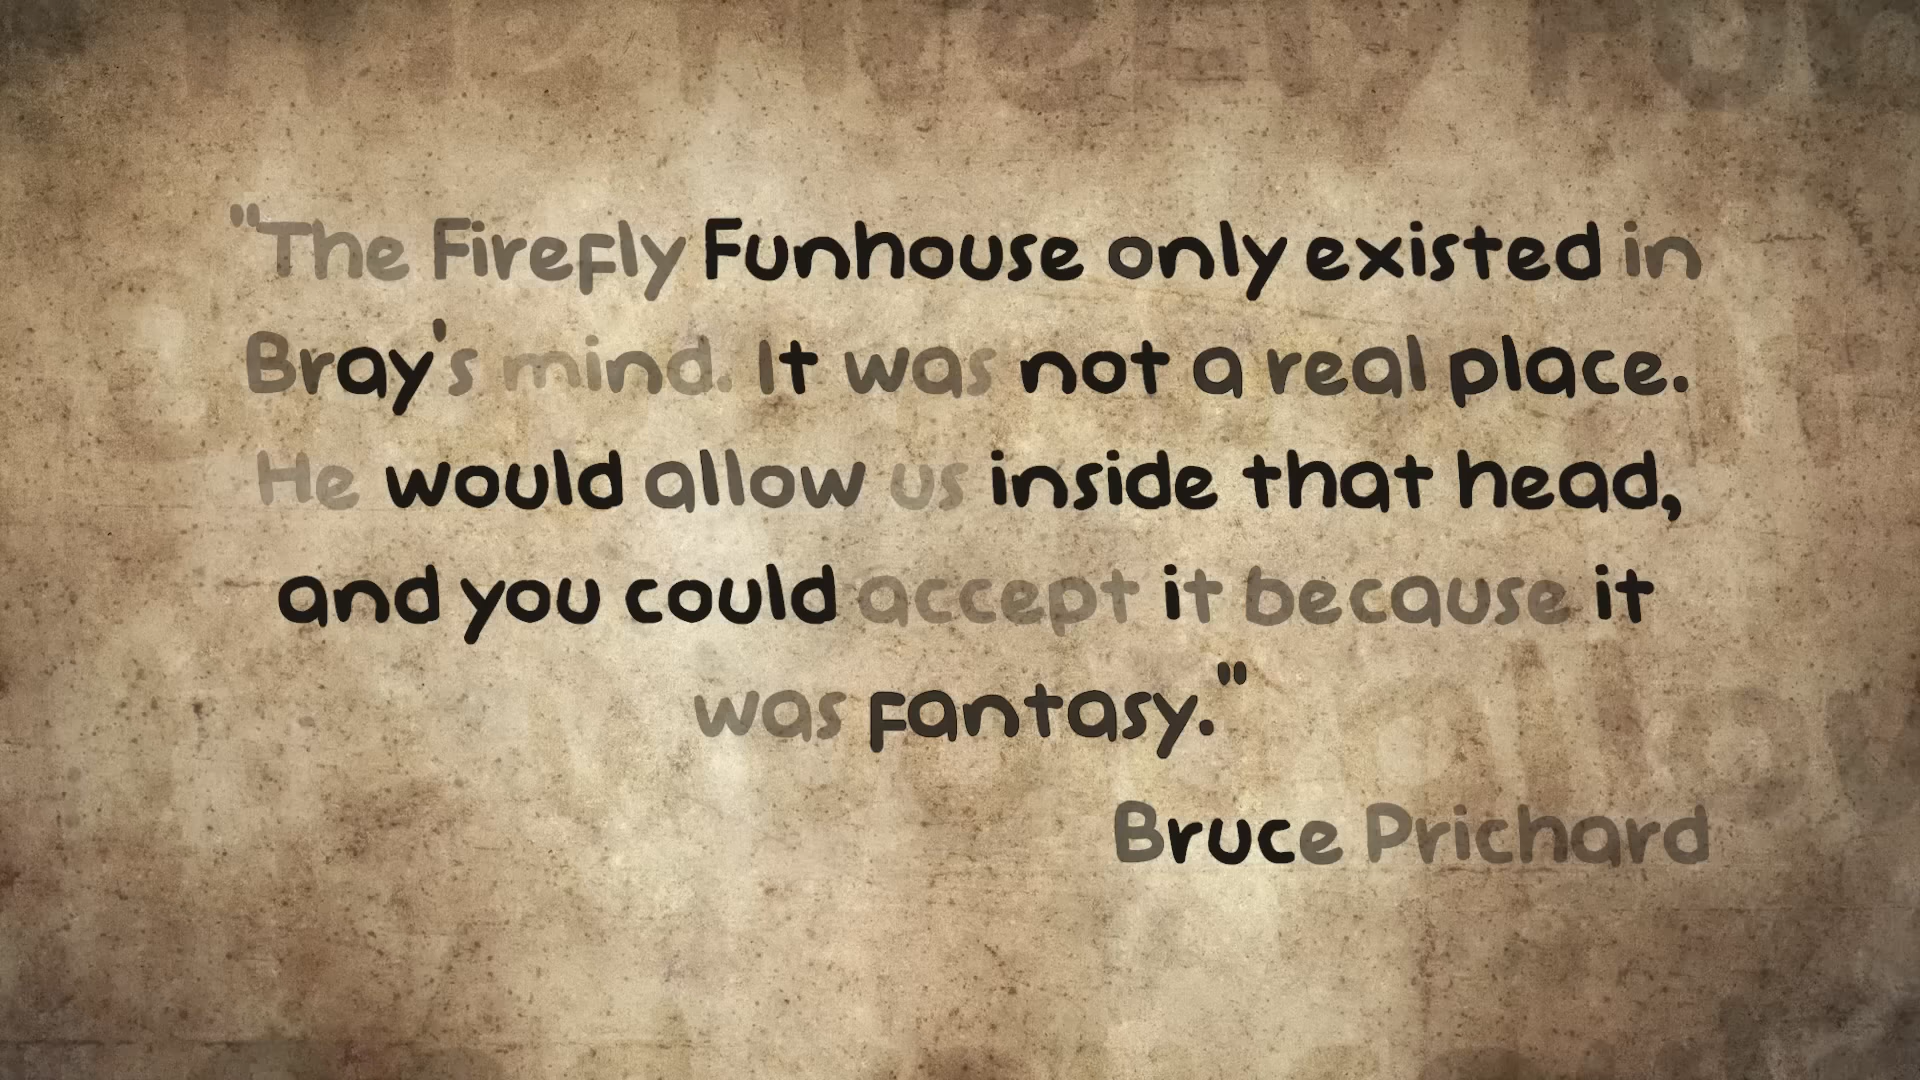 "The Firefly Funhouse only existed in
Bray's mind. It was not a real place.
He would allow us inside that head,
and you could accept it because it
was fantasy."
Bruce Prichard